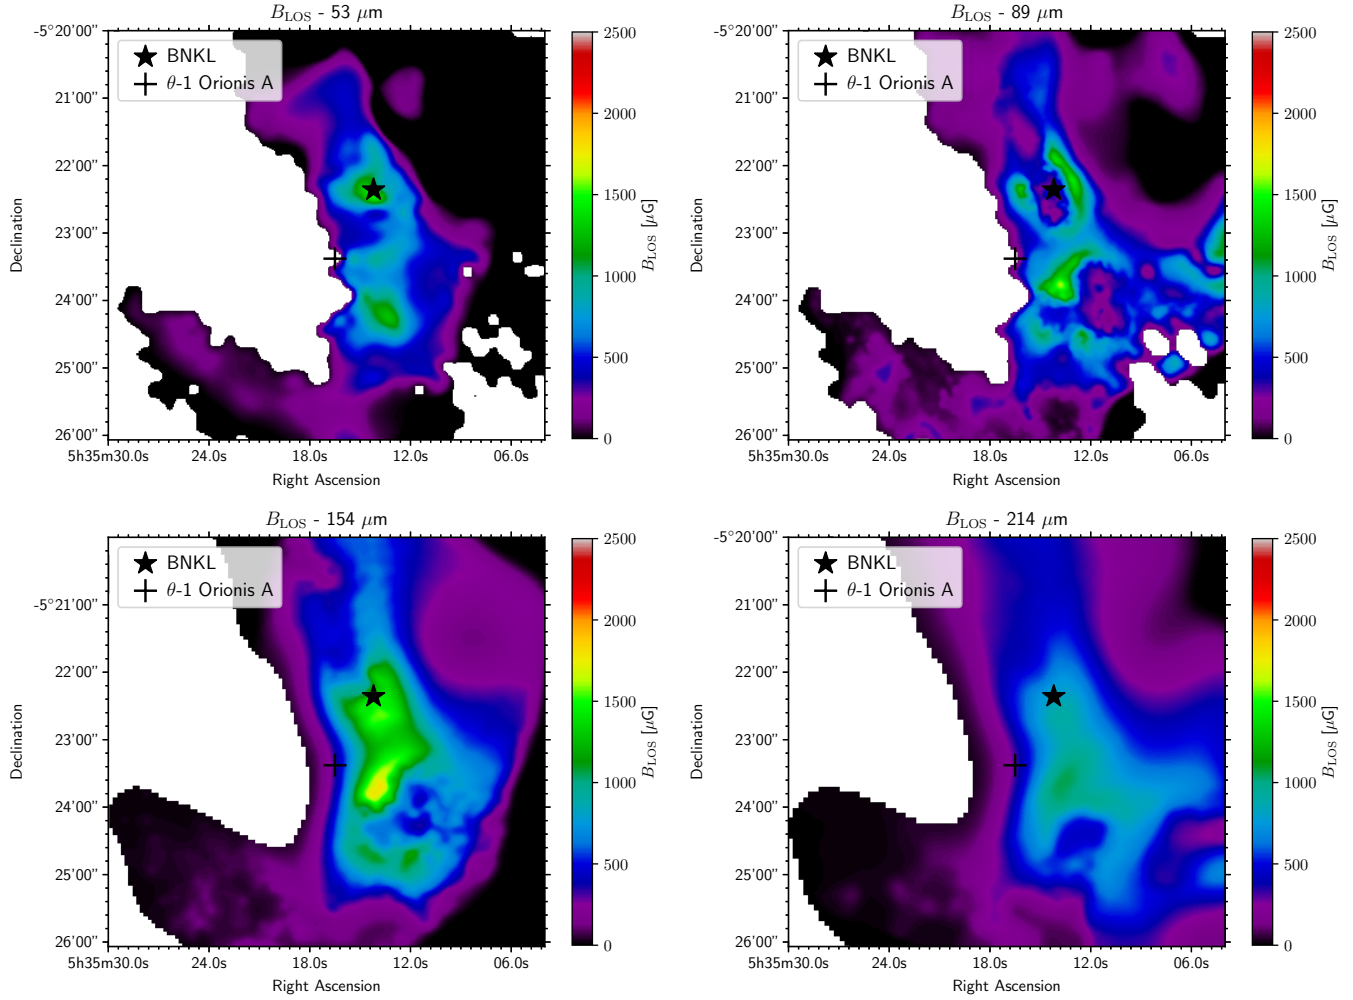 B_LOS - 53 μm
BNKL
θ-1 Orionis A
-5°20'00"
21'00"
22'00"
23'00"
24'00"
25'00"
26'00"
Declination
5h35m30.0s 24.0s 18.0s 12.0s 06.0s
Right Ascension
2500
2000
1500
1000
500
0
B_LOS [μG]
B_LOS - 89 μm
BNKL
θ-1 Orionis A
-5°20'00"
21'00"
22'00"
23'00"
24'00"
25'00"
26'00"
Declination
5h35m30.0s 24.0s 18.0s 12.0s 06.0s
Right Ascension
2500
2000
1500
1000
500
0
B_LOS [μG]
B_LOS - 154 μm
BNKL
θ-1 Orionis A
-5°20'00"
-5°21'00"
22'00"
23'00"
24'00"
25'00"
26'00"
Declination
5h35m30.0s 24.0s 18.0s 12.0s 06.0s
Right Ascension
2500
2000
1500
1000
500
0
B_LOS [μG]
B_LOS - 214 μm
BNKL
θ-1 Orionis A
-5°20'00"
21'00"
22'00"
23'00"
24'00"
25'00"
26'00"
Declination
5h35m30.0s 24.0s 18.0s 12.0s 06.0s
Right Ascension
2500
2000
1500
1000
500
0
B_LOS [μG]